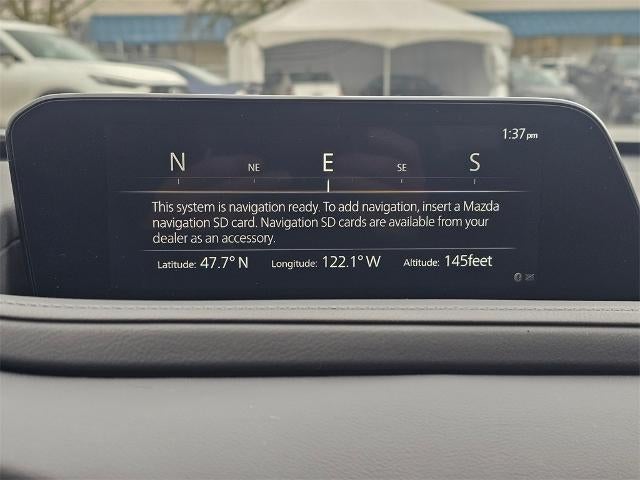 1:37pm
N NE E SE S
This system is navigation ready. To add navigation, insert a Mazda
navigation SD card. Navigation SD cards are available from your
dealer as an accessory.
Latitude: 47.7° N Longitude: 122.1° W Altitude: 145feet